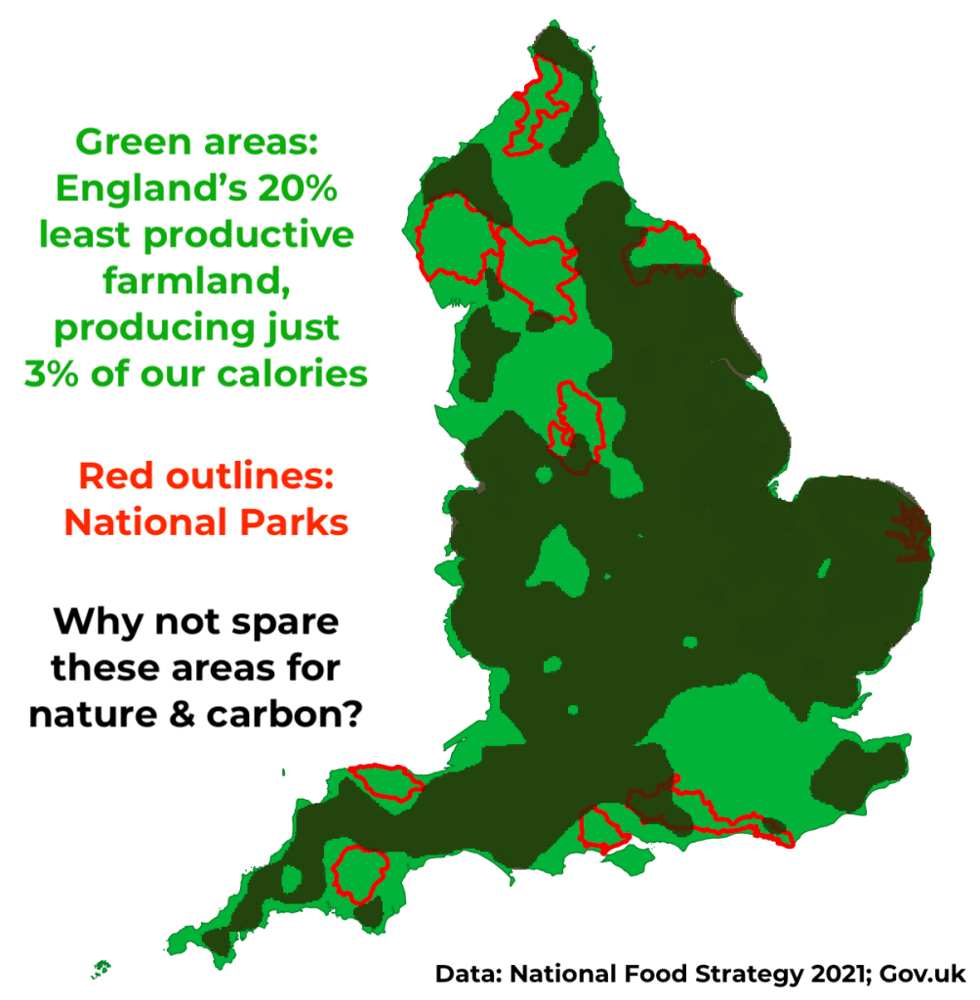 Green areas:
England’s 20%
least productive
farmland,
producing just
3% of our calories
Red outlines:
National Parks
Why not spare
these areas for
nature & carbon?
Data: National Food Strategy 2021; Gov.uk